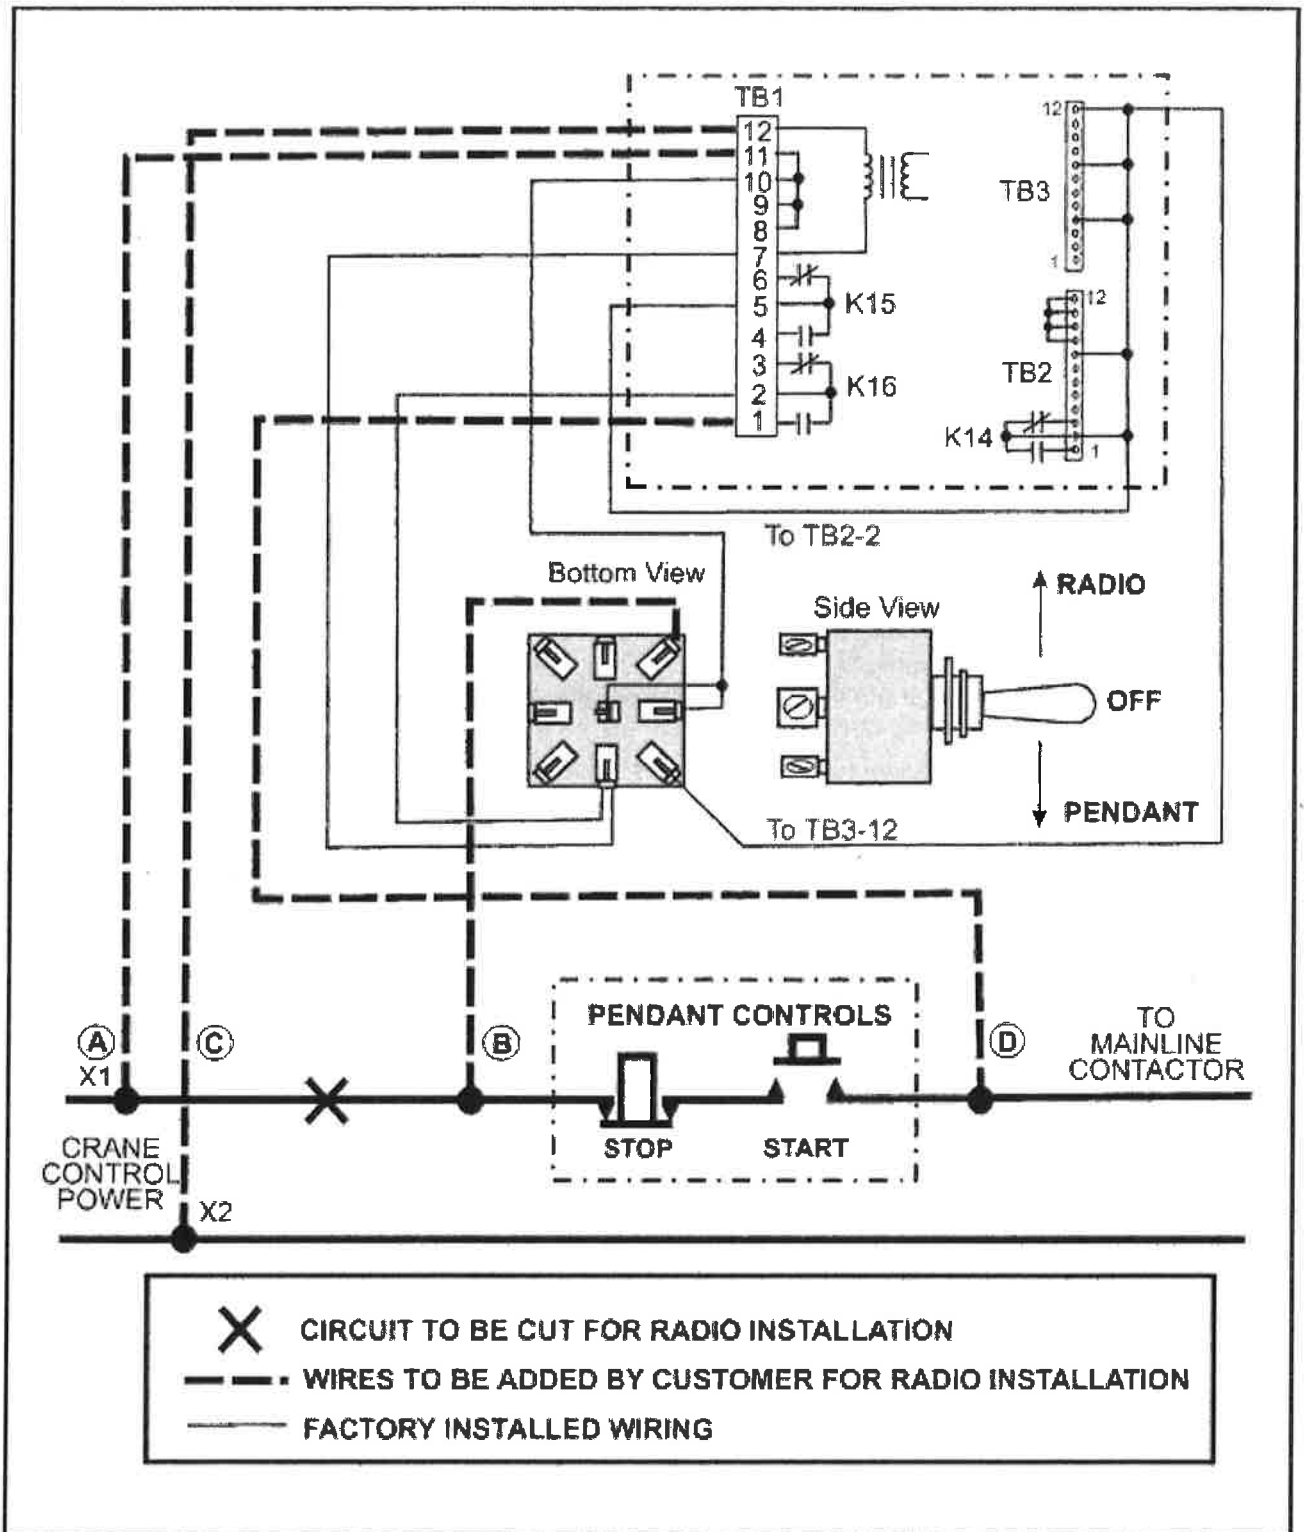 TB1
12
11
10
9
8
7
6
5
4
3
2
1
K15
K16
12
TB3
1
12
TB2
K14
1
To TB2-2
Bottom View
Side View
RADIO
OFF
PENDANT
To TB3-12
A
X1
C
B
PENDANT CONTROLS
STOP
START
D
TO
MAINLINE
CONTACTOR
CRANE
CONTROL
POWER
X2
CIRCUIT TO BE CUT FOR RADIO INSTALLATION
WIRES TO BE ADDED BY CUSTOMER FOR RADIO INSTALLATION
FACTORY INSTALLED WIRING